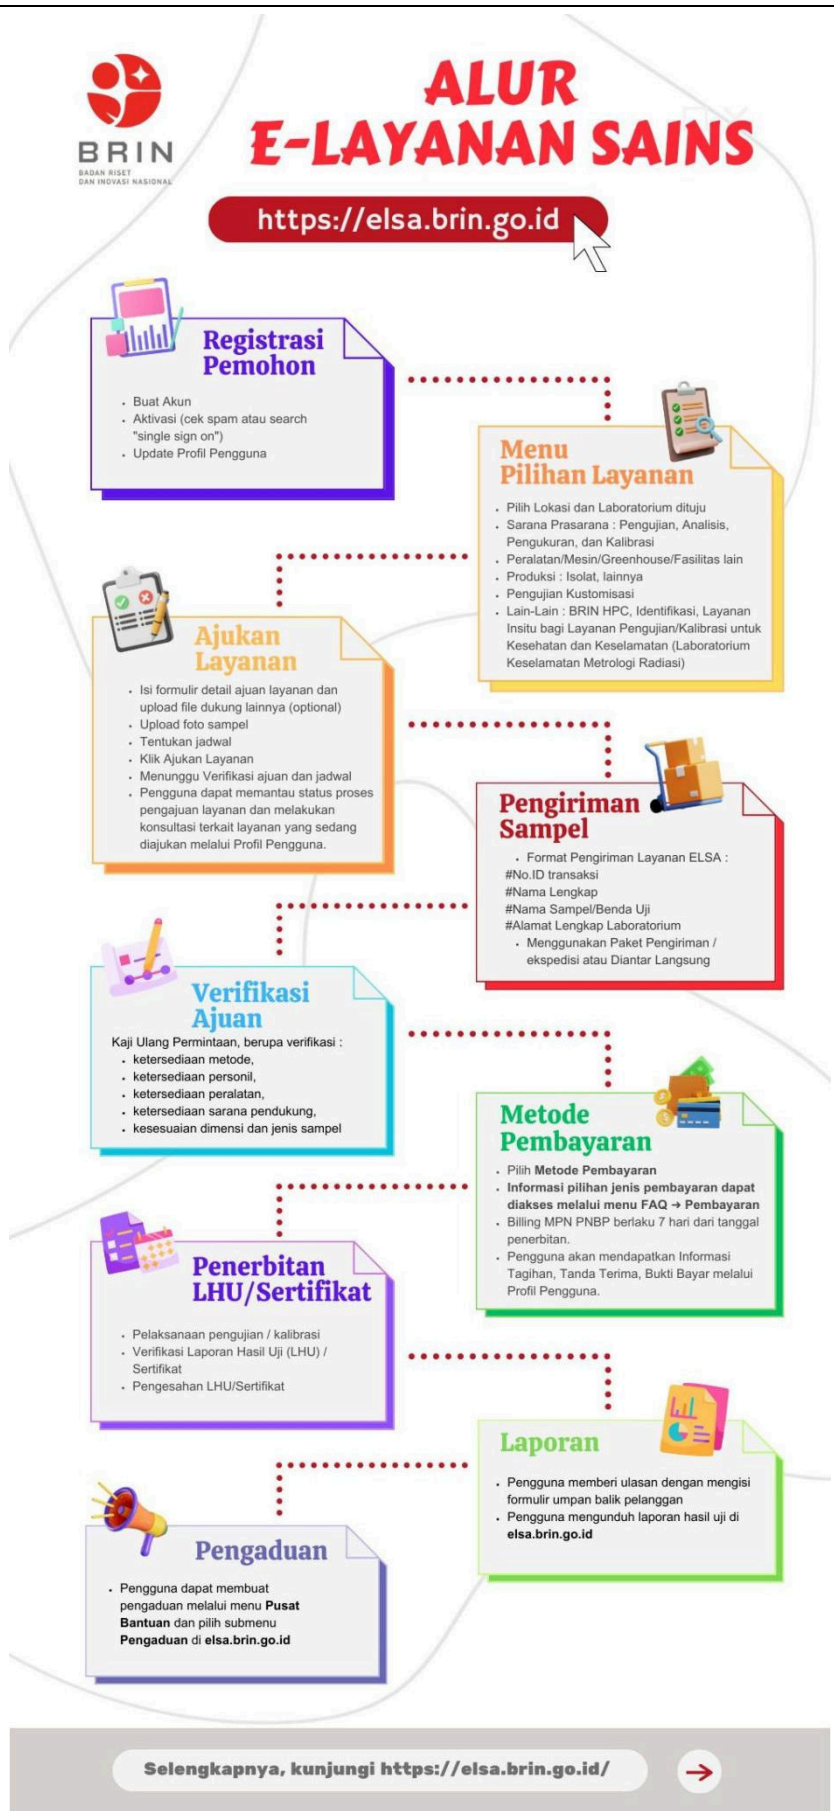 BRIN
BADAN RISET
DAN INOVASI NASIONAL
ALUR
E-LAYANAN SAINS
https://elsa.brin.go.id
Registrasi
Pemohon
• Buat Akun
• Aktivasi (cek spam atau search
"single sign on")
• Update Profil Pengguna
Menu
Pilihan Layanan
• Pilih Lokasi dan Laboratorium dituju
• Sarana Prasarana : Pengujian, Analisis,
Pengukuran, dan Kalibrasi
• Peralatan/Mesin/Greenhouse/Fasilitas lain
• Produksi : Isolat, lainnya
• Pengujian Kustomisasi
• Lain-Lain : BRIN HPC, Identifikasi, Layanan
Insitu bagi Layanan Pengujian/Kalibrasi untuk
Kesehatan dan Keselamatan (Laboratorium
Keselamatan Metrologi Radiasi)
Ajukan
Layanan
• Isi formulir detail ajuan layanan dan
upload file dukung lainnya (optional)
• Upload foto sampel
• Tentukan jadwal
• Klik Ajukan Layanan
• Menunggu Verifikasi ajuan dan jadwal
• Pengguna dapat memantau status proses
pengajuan layanan dan melakukan
konsultasi terkait layanan yang sedang
diajukan melalui Profil Pengguna.
Pengiriman
Sampel
• Format Pengiriman Layanan ELSA :
#No.ID transaksi
#Nama Lengkap
#Nama Sampel/Benda Uji
#Alamat Lengkap Laboratorium
• Menggunakan Paket Pengiriman /
ekspedisi atau Diantar Langsung
Verifikasi
Ajuan
Kaji Ulang Permintaan, berupa verifikasi :
• ketersediaan metode,
• ketersediaan personil,
• ketersediaan peralatan,
• ketersediaan sarana pendukung,
• kesesuaian dimensi dan jenis sampel
Metode
Pembayaran
• Pilih Metode Pembayaran
• Informasi pilihan jenis pembayaran dapat
diakses melalui menu FAQ → Pembayaran
• Billing MPN PNBP berlaku 7 hari dari tanggal
penerbitan.
• Pengguna akan mendapatkan Informasi
Tagihan, Tanda Terima, Bukti Bayar melalui
Profil Pengguna.
Penerbitan
LHU/Sertifikat
• Pelaksanaan pengujian / kalibrasi
• Verifikasi Laporan Hasil Uji (LHU) /
Sertifikat
• Pengesahan LHU/Sertifikat
Laporan
• Pengguna memberi ulasan dengan mengisi
formulir umpan balik pelanggan
• Pengguna mengunduh laporan hasil uji di
elsa.brin.go.id
Pengaduan
• Pengguna dapat membuat
pengaduan melalui menu Pusat
Bantuan dan pilih submenu
Pengaduan di elsa.brin.go.id
Selengkapnya, kunjungi https://elsa.brin.go.id/